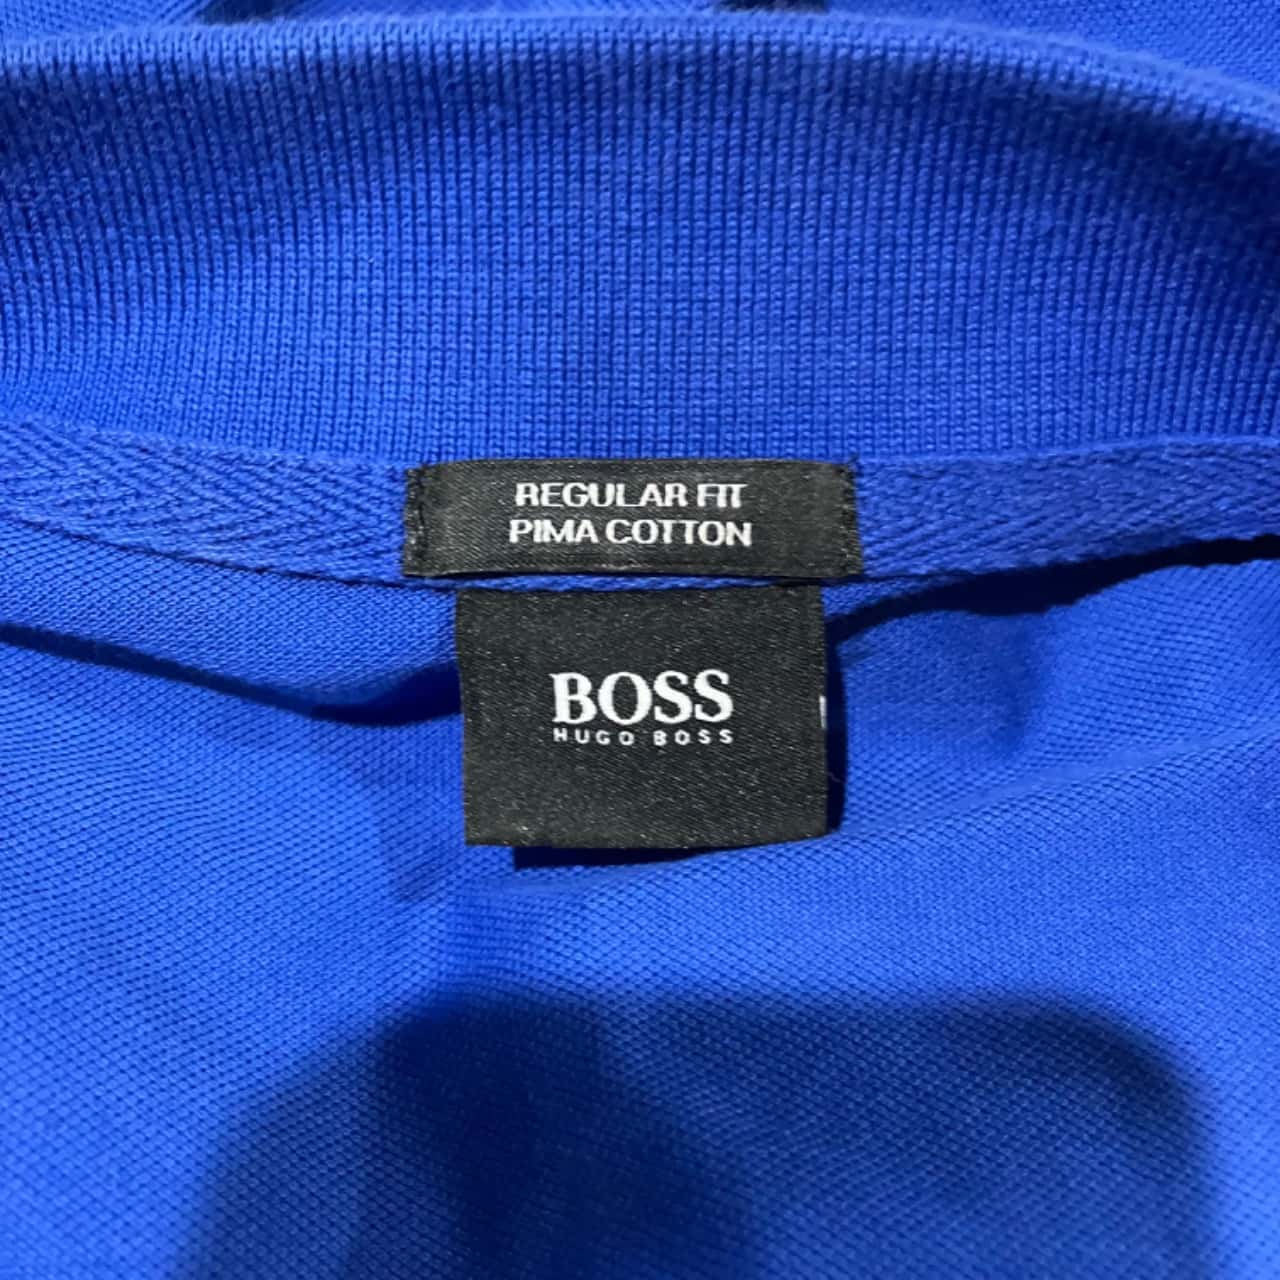 REGULAR FIT
PIMA COTTON
BOSS
HUGO BOSS